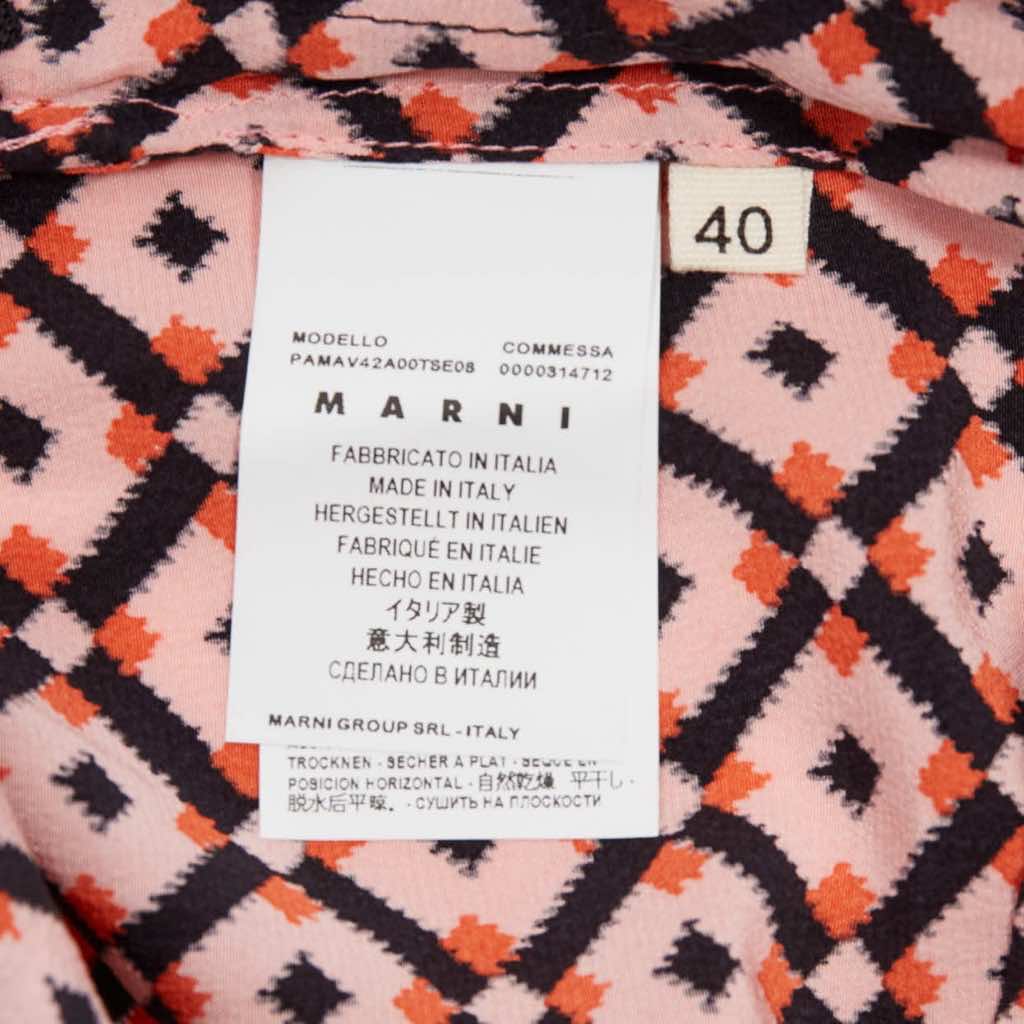 40
MODELLO
PAMAV42A00TSE08
COMMESSA
0000314712
MARNI
FABBRICATO IN ITALIA
MADE IN ITALY
HERGESTELLT IN ITALIEN
FABRIQUÉ EN ITALIE
HECHO EN ITALIA
イタリア製
意大利制造
СДЕЛАНО В ИТАЛИИ
MARNI GROUP SRL - ITALY
TROCKNEN - SECHER A PLAT - SEQUE EN
POSICION HORIZONTAL - 自然乾燥 平干し -
脱水后平晾。 - СУШИТЬ НА ПЛОСКОСТИ